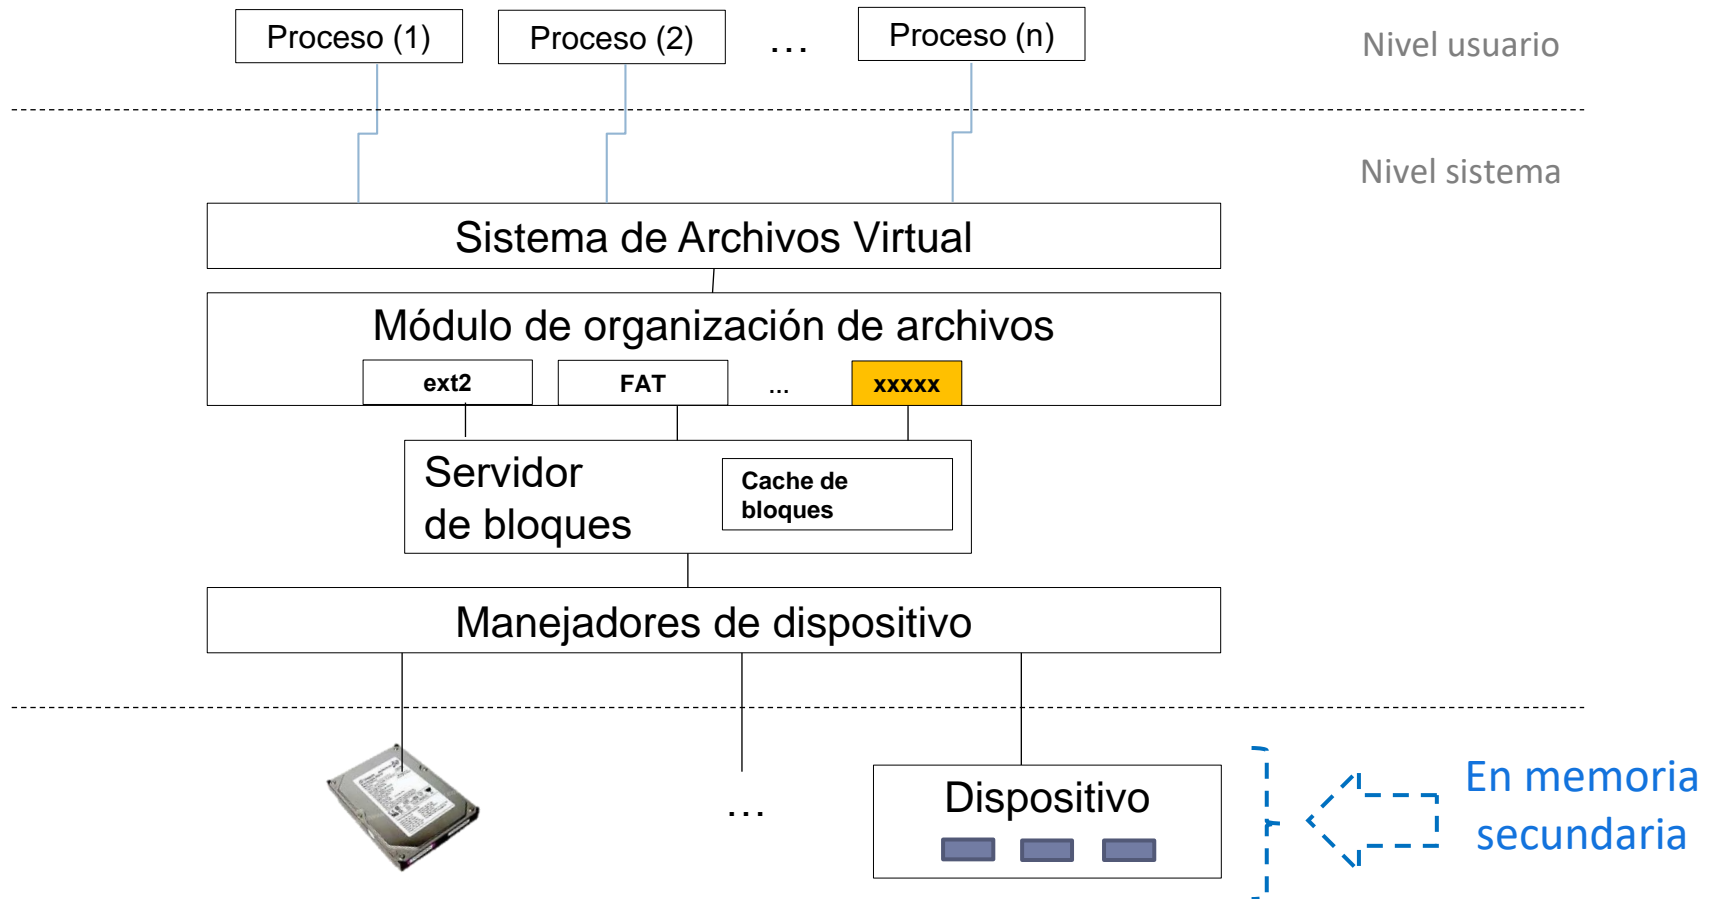 Proceso (1)
Proceso (2)
...
Proceso (n)
Nivel usuario
Nivel sistema
Sistema de Archivos Virtual
Módulo de organización de archivos
ext2
FAT
...
xxxxx
Servidor
de bloques
Cache de
bloques
Manejadores de dispositivo
...
Dispositivo
En memoria
secundaria